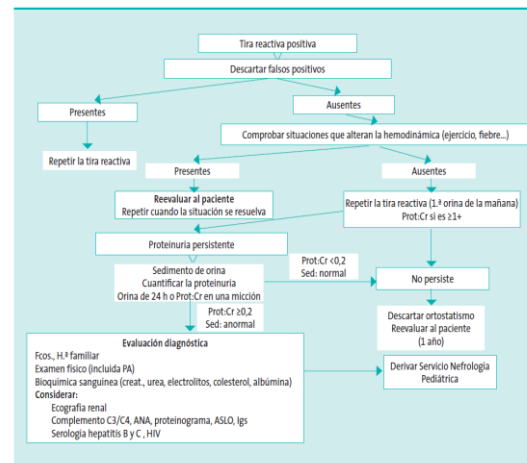 Tira reactiva positiva
Descartar falsos positivos
Presentes
Ausentes
Repetir la tira reactiva
Comprobar situaciones que alteran la hemodinámica (ejercicio, fiebre...)
Presentes
Ausentes
Reevaluar al paciente
Repetir cuando la situación se resuelva
Repetir la tira reactiva (1.ª orina de la mañana)
Prot:Cr si es ≥1+
Proteinuria persistente
Sedimento de orina
Cuantificar la proteinuria
Orina de 24 h o Prot:Cr en una micción
Prot:Cr <0,2
Sed: normal
No persiste
Prot:Cr ≥0,2
Sed: anormal
Descartar ortostatismo
Reevaluar al paciente
(1 año)
Evaluación diagnóstica
Fcos., H.ª familiar
Examen físico (incluida PA)
Bioquímica sanguínea (creat., urea, electrolitos, colesterol, albúmina)
Considerar:
Ecografía renal
Complemento C3/C4, ANA, proteinograma, ASLO, Igs
Serología hepatitis B y C , HIV
Derivar Servicio Nefrología
Pediátrica